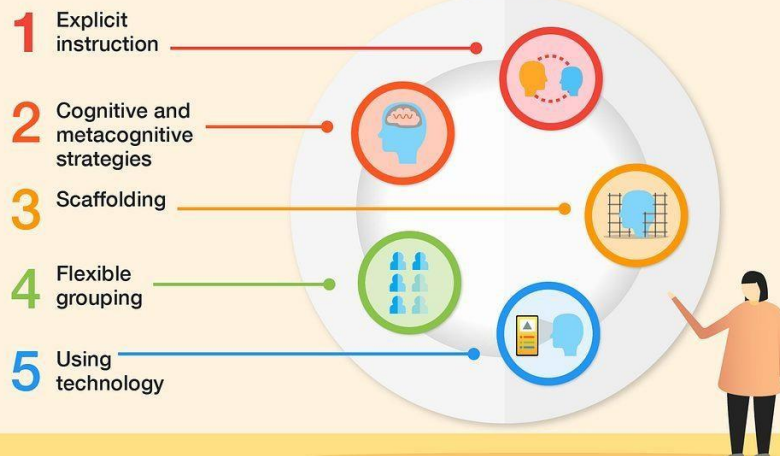 1 Explicit
instruction
2 Cognitive and
metacognitive
strategies
3 Scaffolding
4 Flexible
grouping
5 Using
technology